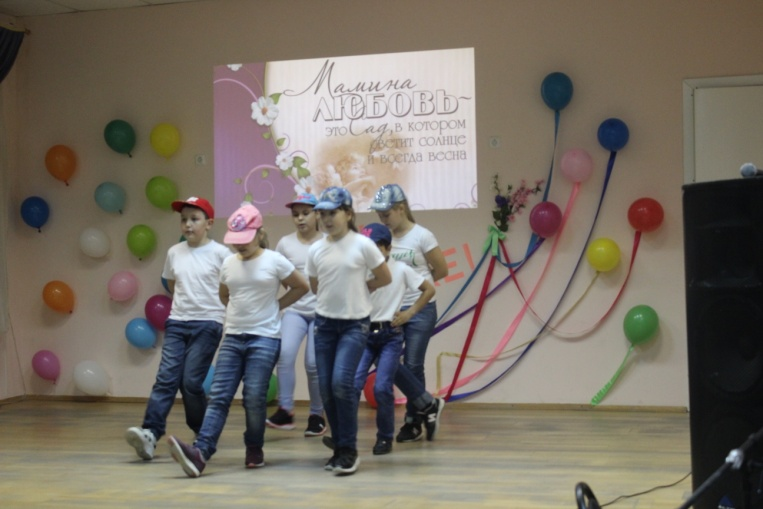 Мамина
ЛЮБОВЬ-
это Сад, в котором
светит солнце
и всегда весна